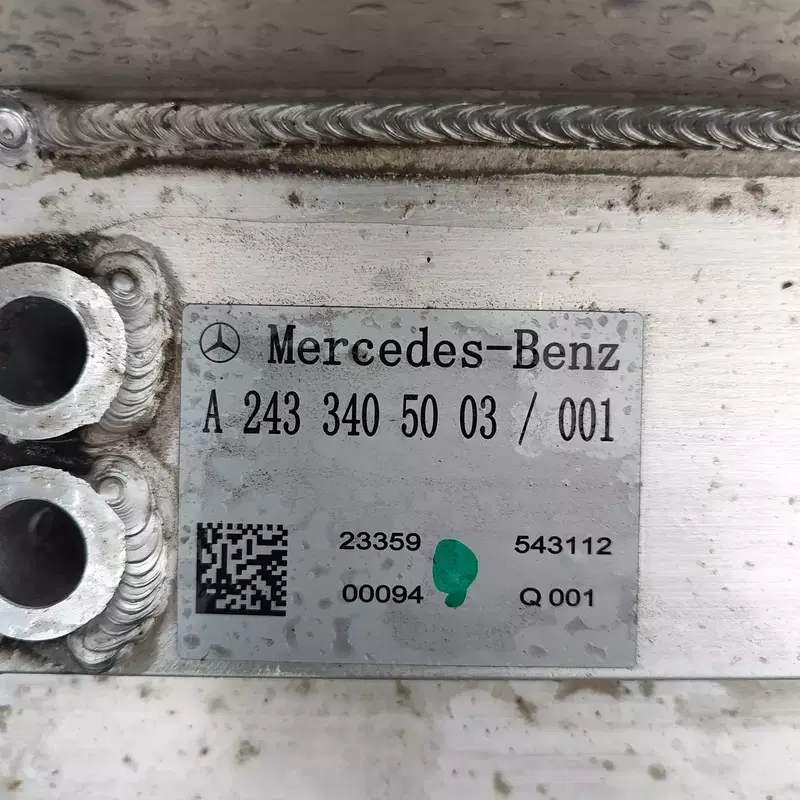 Mercedes-Benz
A 243 340 50 03 / 001
23359 543112
00094 Q 001